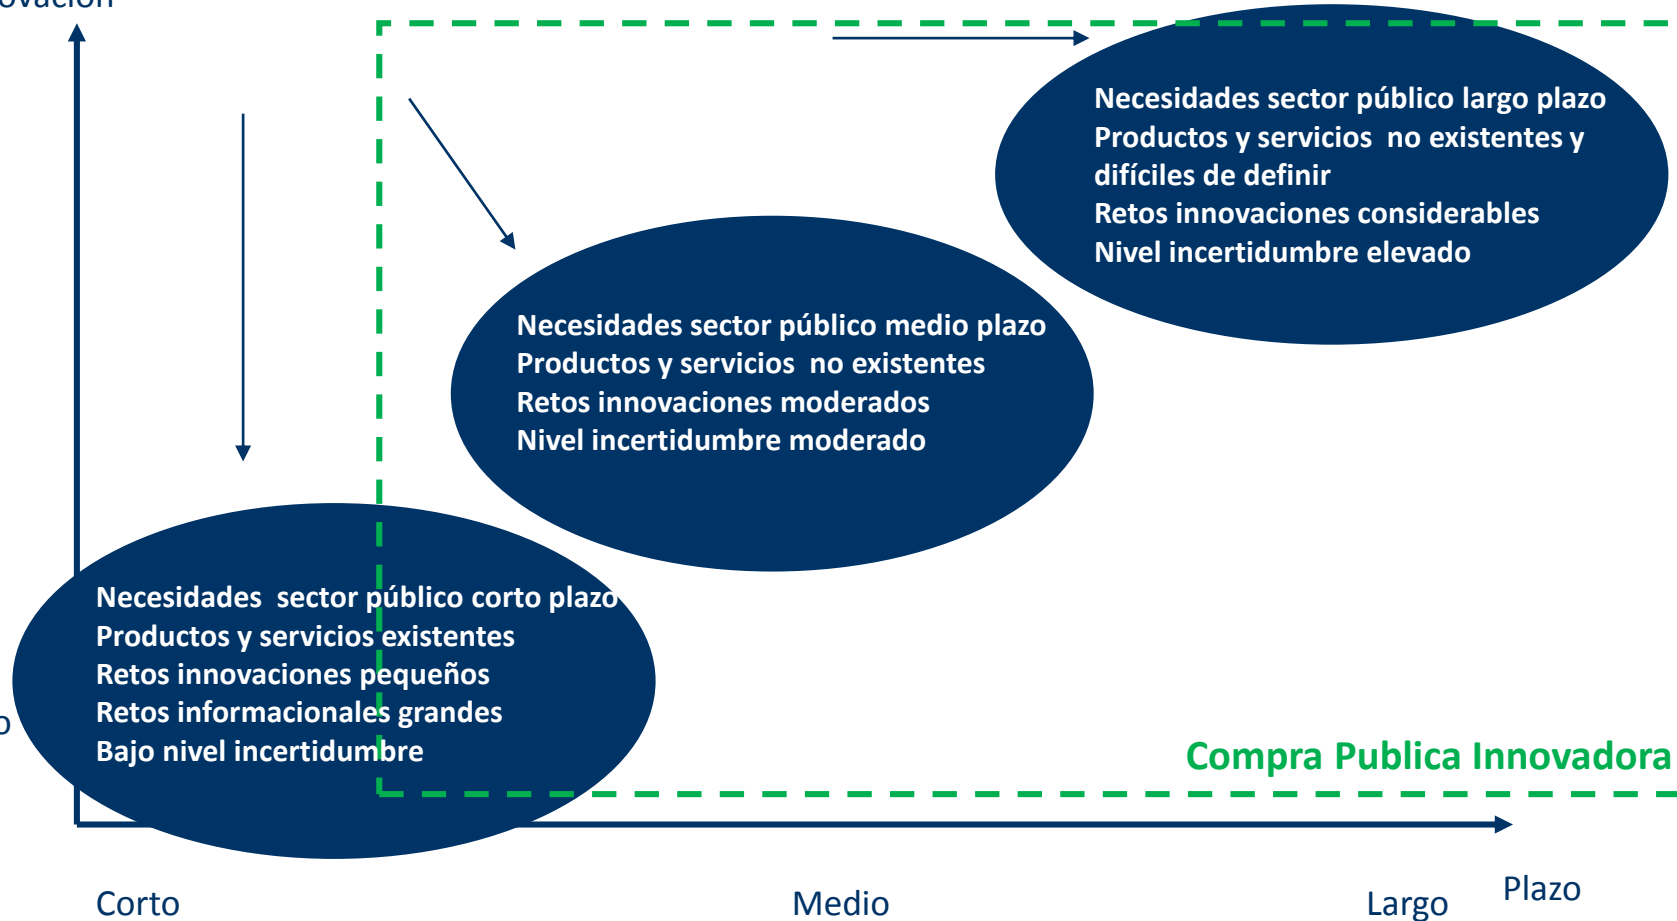 Necesidades sector público largo plazo
Productos y servicios no existentes y
difíciles de definir
Retos innovaciones considerables
Nivel incertidumbre elevado
Necesidades sector público medio plazo
Productos y servicios no existentes
Retos innovaciones moderados
Nivel incertidumbre moderado
Necesidades sector público corto plazo
Productos y servicios existentes
Retos innovaciones pequeños
Retos informacionales grandes
Bajo nivel incertidumbre
Compra Publica Innovadora
Corto
Medio
Largo
Plazo